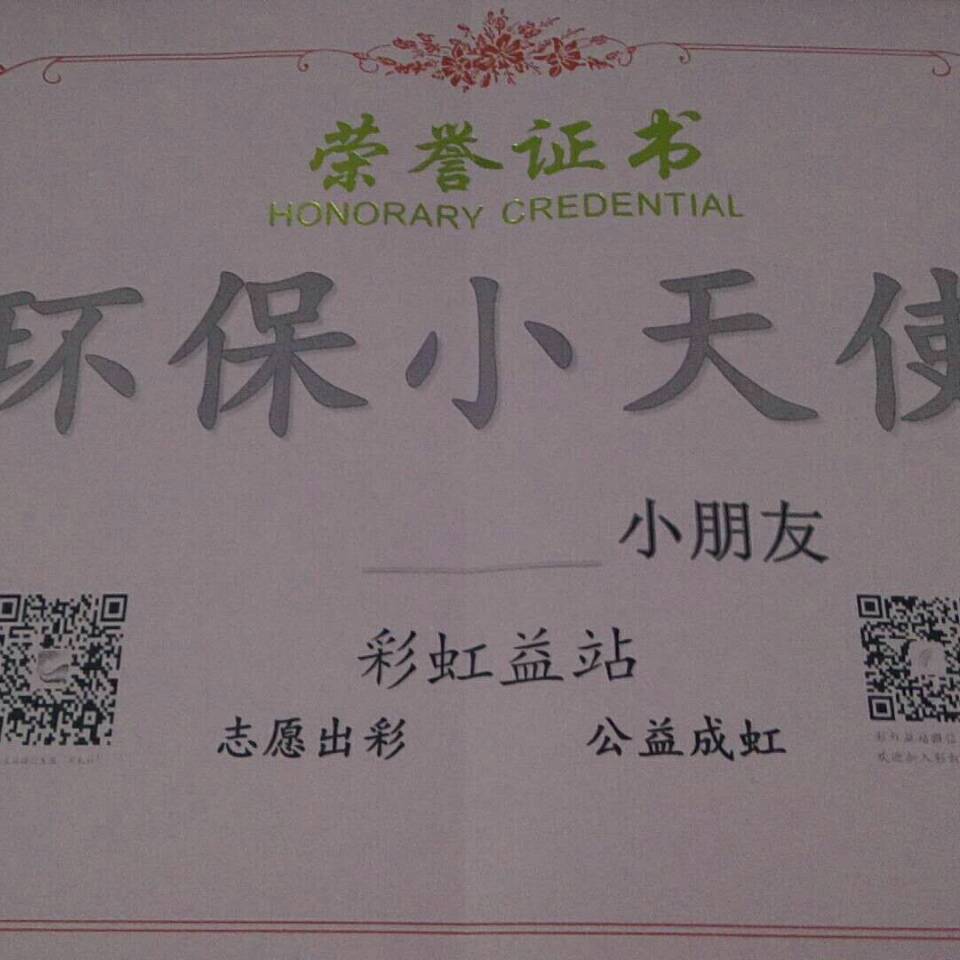 荣誉证书
HONORARY CREDENTIAL
环保小天使
小朋友
彩虹益站
志愿出彩 公益成虹